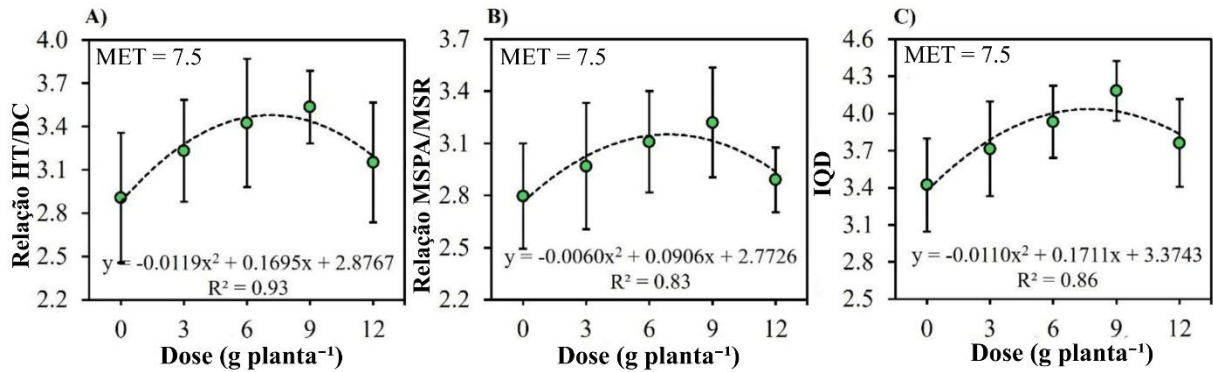 A)
Relação HT/DC
4.0
3.7
3.4
3.1
2.8
2.5
2.2
MET = 7.5
y = -0.0119x² + 0.1695x + 2.8767
R² = 0.93
0 3 6 9 12
Dose (g planta⁻¹)
B)
Relação MSPA/MSR
3.7
3.4
3.1
2.8
2.5
2.2
MET = 7.5
y = -0.0060x² + 0.0906x + 2.7726
R² = 0.83
0 3 6 9 12
Dose (g planta⁻¹)
C)
IQD
4.6
4.3
4.0
3.7
3.4
3.1
2.8
2.5
MET = 7.5
y = -0.0110x² + 0.1711x + 3.3743
R² = 0.86
0 3 6 9 12
Dose (g planta⁻¹)